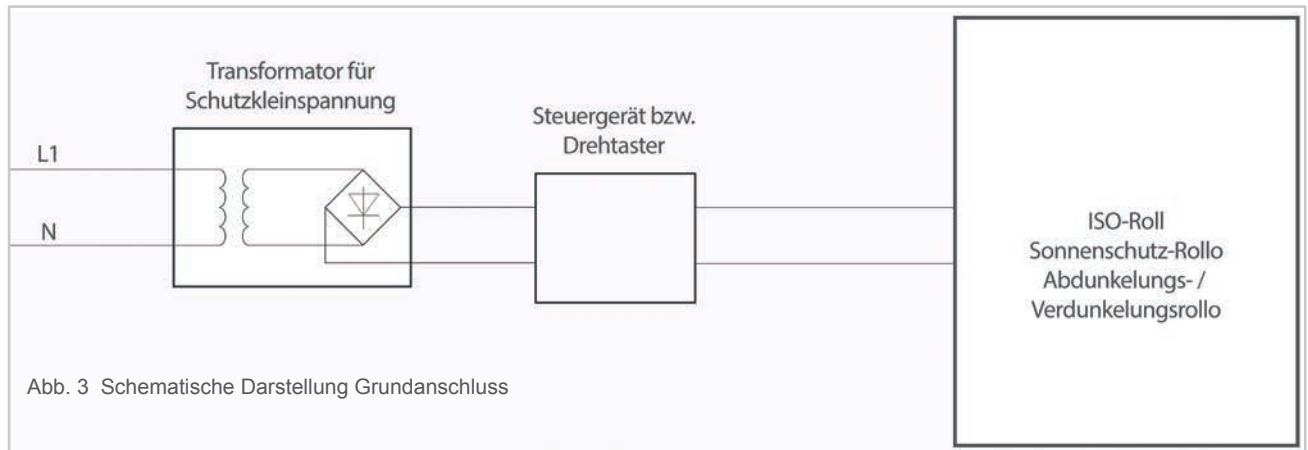 Transformator für
Schutzkleinspannung
Steuergerät bzw.
Drehtaster
L1
N
ISO-Roll
Sonnenschutz-Rollo
Abdunkelungs- /
Verdunkelungsrollo
Abb. 3  Schematische Darstellung Grundanschluss